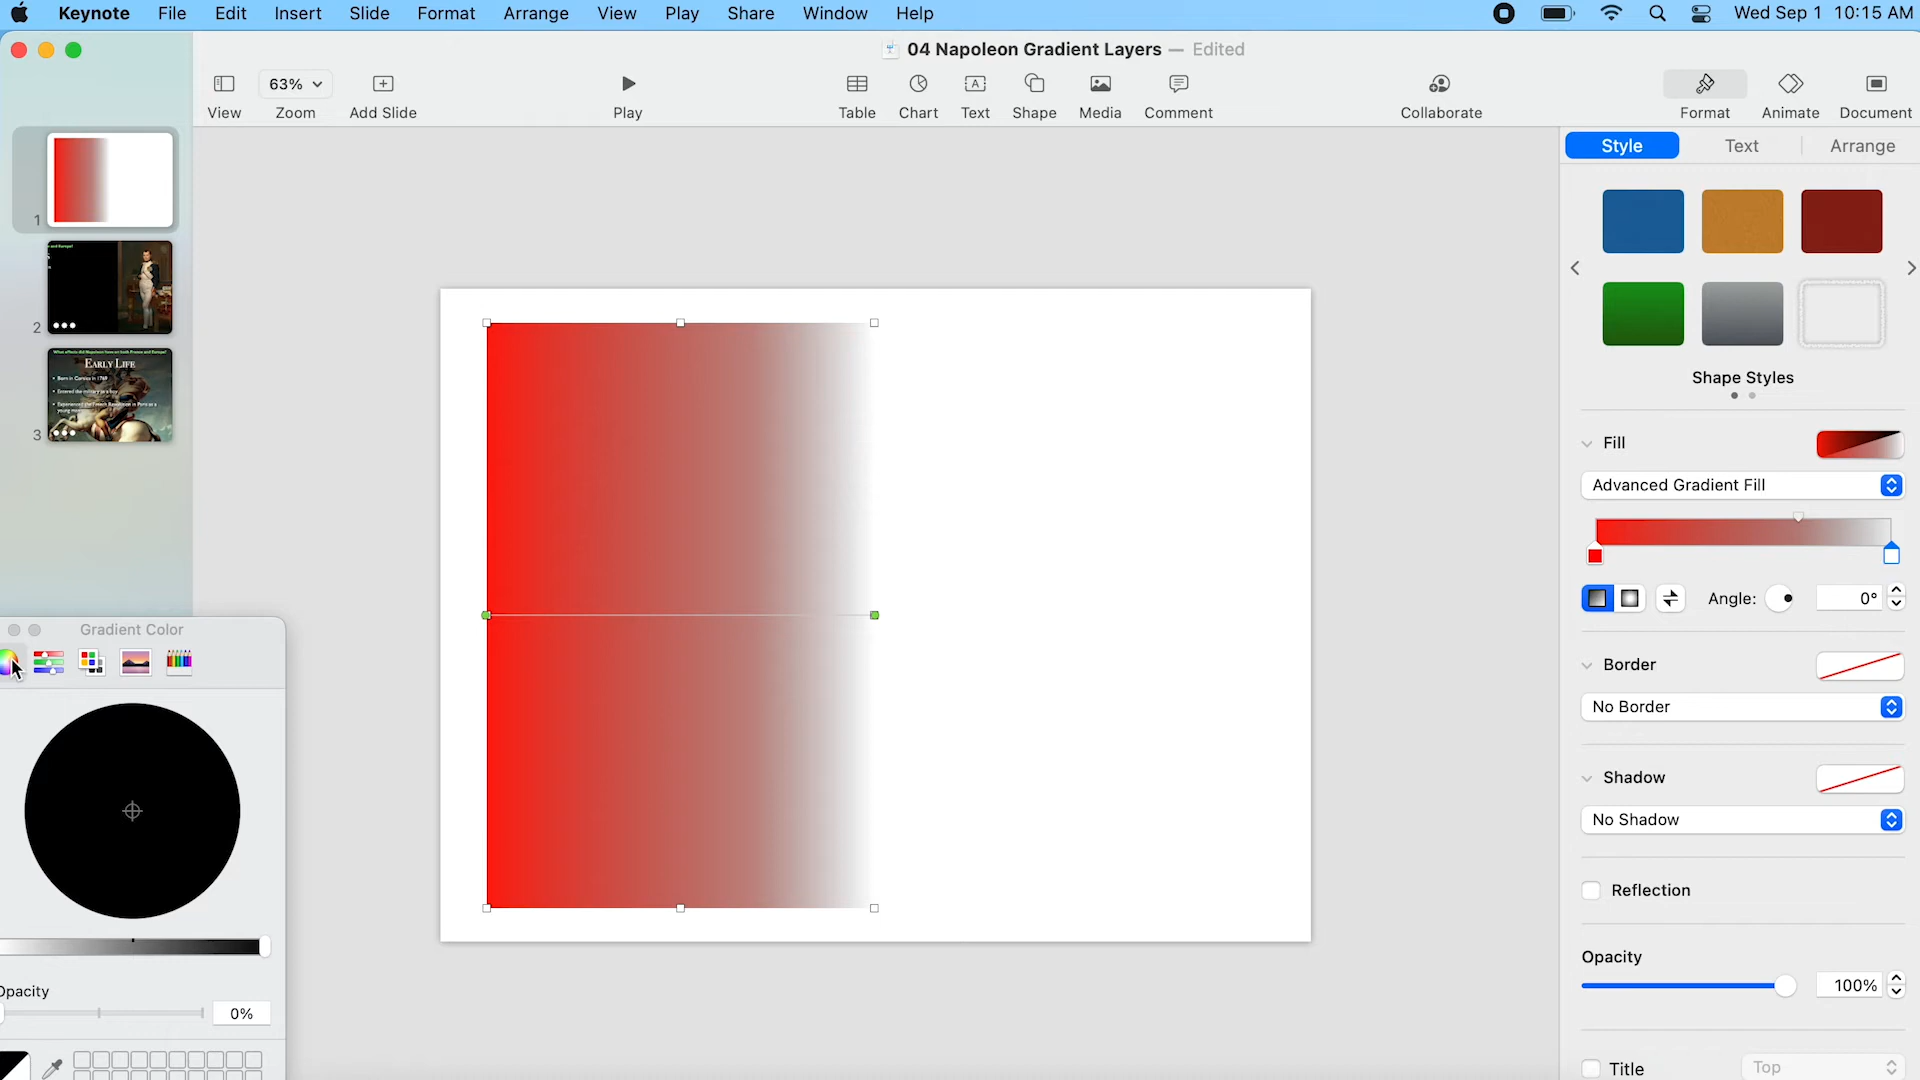 Keynote File Edit Insert Slide Format Arrange View Play Share Window Help Wed Sep 1 10:15 AM
04 Napoleon Gradient Layers — Edited
63%
View Zoom Add Slide Play Table Chart Text Shape Media Comment Collaborate Format Animate Document
Style Text Arrange
1
2
EARLY LIFE
3
Shape Styles
Fill
Advanced Gradient Fill
Angle: 0°
Border
No Border
Shadow
No Shadow
Reflection
Opacity
100%
Title Top
Gradient Color
Opacity
0%